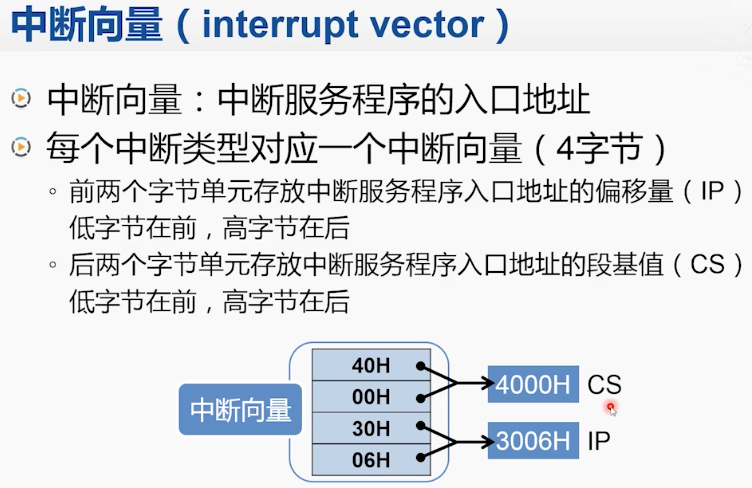 中断向量（interrupt vector）
中断向量：中断服务程序的入口地址
每个中断类型对应一个中断向量（4字节）
。前两个字节单元存放中断服务程序入口地址的偏移量（IP）
低字节在前，高字节在后
。后两个字节单元存放中断服务程序入口地址的段基值（CS）
低字节在前，高字节在后
中断向量
40H
00H
30H
06H
4000H CS
3006H IP